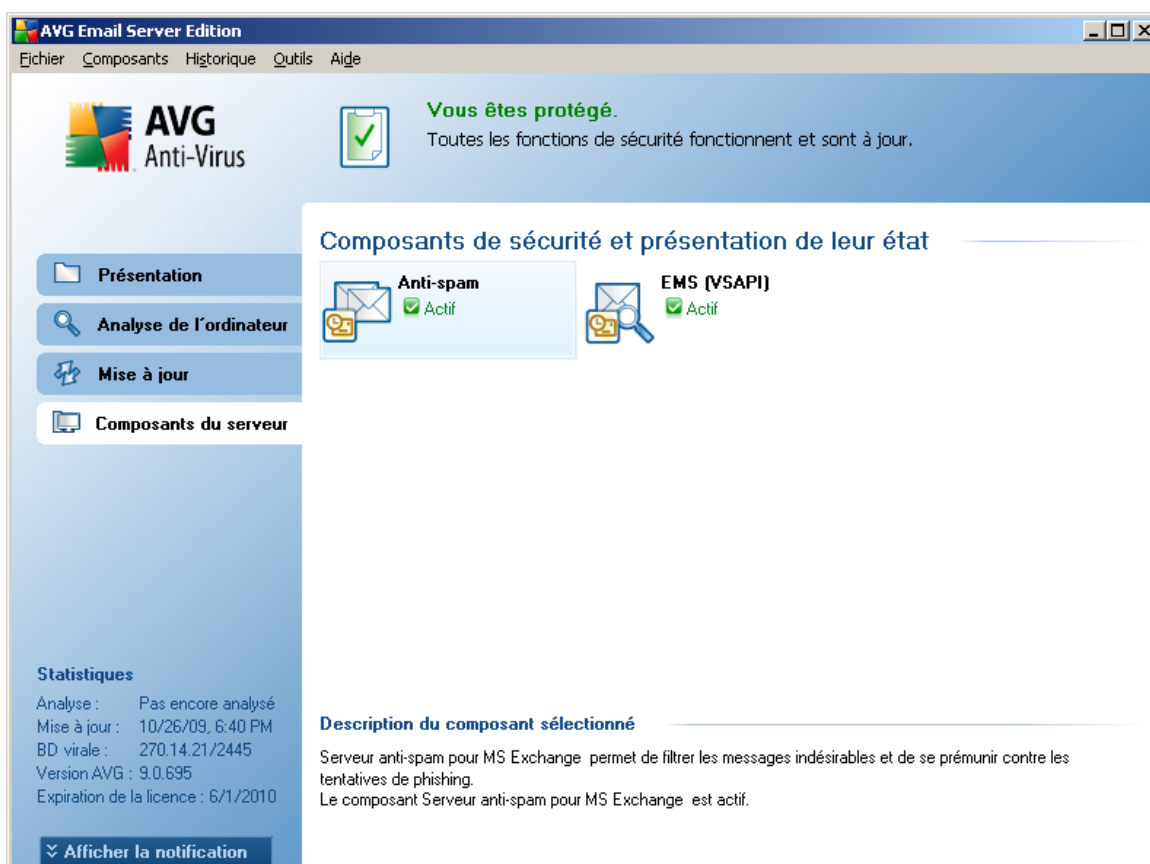 AVG Email Server Edition
Fichier Composants Historique Outils Aide
AVG
Anti-Virus
Vous êtes protégé.
Toutes les fonctions de sécurité fonctionnent et sont à jour.
Présentation
Analyse de l´ordinateur
Mise à jour
Composants du serveur
Composants de sécurité et présentation de leur état
Anti-spam
Actif
EMS (VSAPI)
Actif
Statistiques
Analyse : Pas encore analysé
Mise à jour : 10/26/09, 6:40 PM
BD virale : 270.14.21/2445
Version AVG : 9.0.695
Expiration de la licence : 6/1/2010
Afficher la notification
Description du composant sélectionné
Serveur anti-spam pour MS Exchange permet de filtrer les messages indésirables et de se prémunir contre les
tentatives de phishing.
Le composant Serveur anti-spam pour MS Exchange est actif.